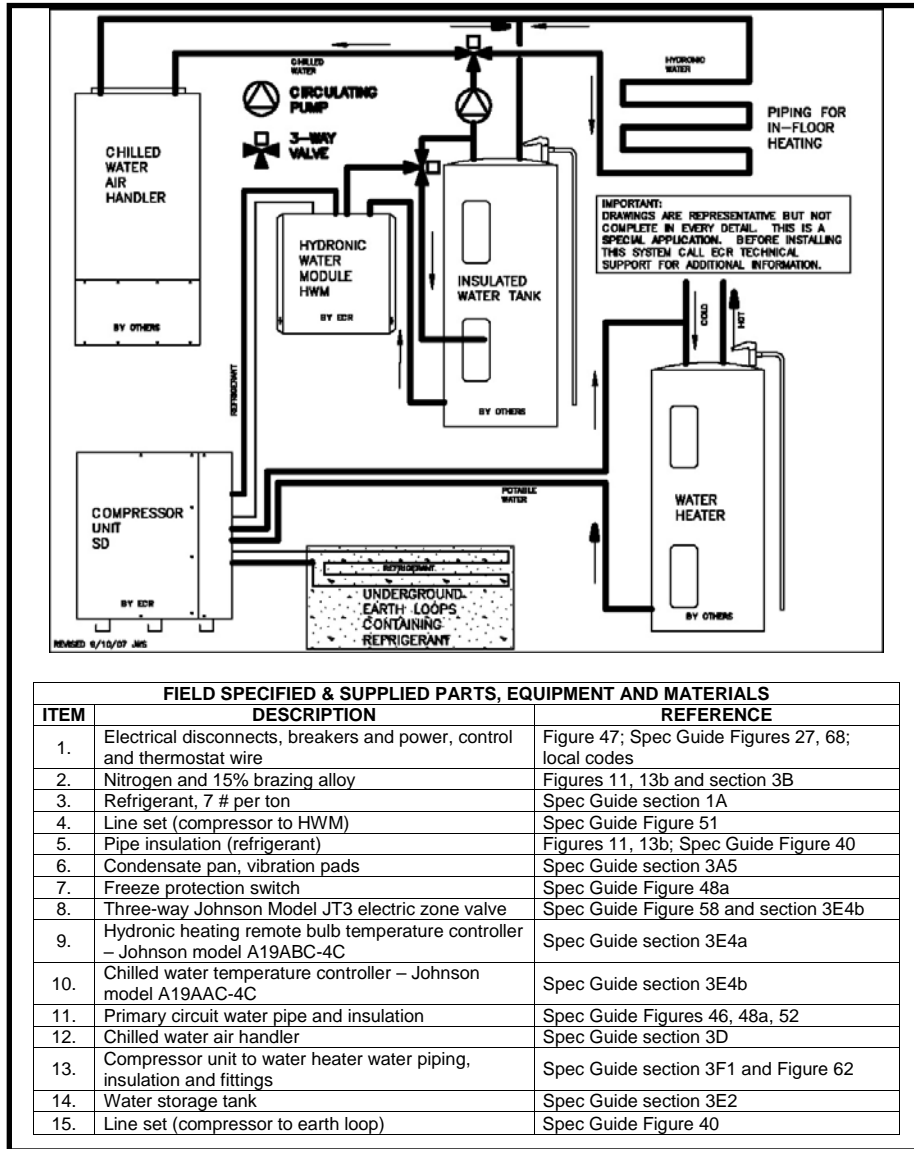 CHILLED
WATER
HYDRONIC
WATER
CIRCULATING
PUMP
3-WAY
VALVE
PIPING FOR
IN-FLOOR
HEATING
CHILLED
WATER
AIR
HANDLER
BY OTHERS
HYDRONIC
WATER
MODULE
HWM
BY ECR
INSULATED
WATER TANK
BY OTHERS
IMPORTANT:
DRAWINGS ARE REPRESENTATIVE BUT NOT
COMPLETE IN EVERY DETAIL. THIS IS A
SPECIAL APPLICATION. BEFORE INSTALLING
THIS SYSTEM CALL ECR TECHNICAL
SUPPORT FOR ADDITIONAL INFORMATION.
COLD
HOT
REFRIGERANT
COMPRESSOR
UNIT
SD
BY ECR
POTABLE
WATER
WATER
HEATER
BY OTHERS
REFRIGERANT
UNDERGROUND
EARTH LOOPS
CONTAINING
REFRIGERANT
REVISED 9/10/07 JWS
FIELD SPECIFIED & SUPPLIED PARTS, EQUIPMENT AND MATERIALS
ITEM DESCRIPTION REFERENCE
1. Electrical disconnects, breakers and power, control and thermostat wire Figure 47; Spec Guide Figures 27, 68; local codes
2. Nitrogen and 15% brazing alloy Figures 11, 13b and section 3B
3. Refrigerant, 7 # per ton Spec Guide section 1A
4. Line set (compressor to HWM) Spec Guide Figure 51
5. Pipe insulation (refrigerant) Figures 11, 13b; Spec Guide Figure 40
6. Condensate pan, vibration pads Spec Guide section 3A5
7. Freeze protection switch Spec Guide Figure 48a
8. Three-way Johnson Model JT3 electric zone valve Spec Guide Figure 58 and section 3E4b
9. Hydronic heating remote bulb temperature controller – Johnson model A19ABC-4C Spec Guide section 3E4a
10. Chilled water temperature controller – Johnson model A19AAC-4C Spec Guide section 3E4b
11. Primary circuit water pipe and insulation Spec Guide Figures 46, 48a, 52
12. Chilled water air handler Spec Guide section 3D
13. Compressor unit to water heater water piping, insulation and fittings Spec Guide section 3F1 and Figure 62
14. Water storage tank Spec Guide section 3E2
15. Line set (compressor to earth loop) Spec Guide Figure 40